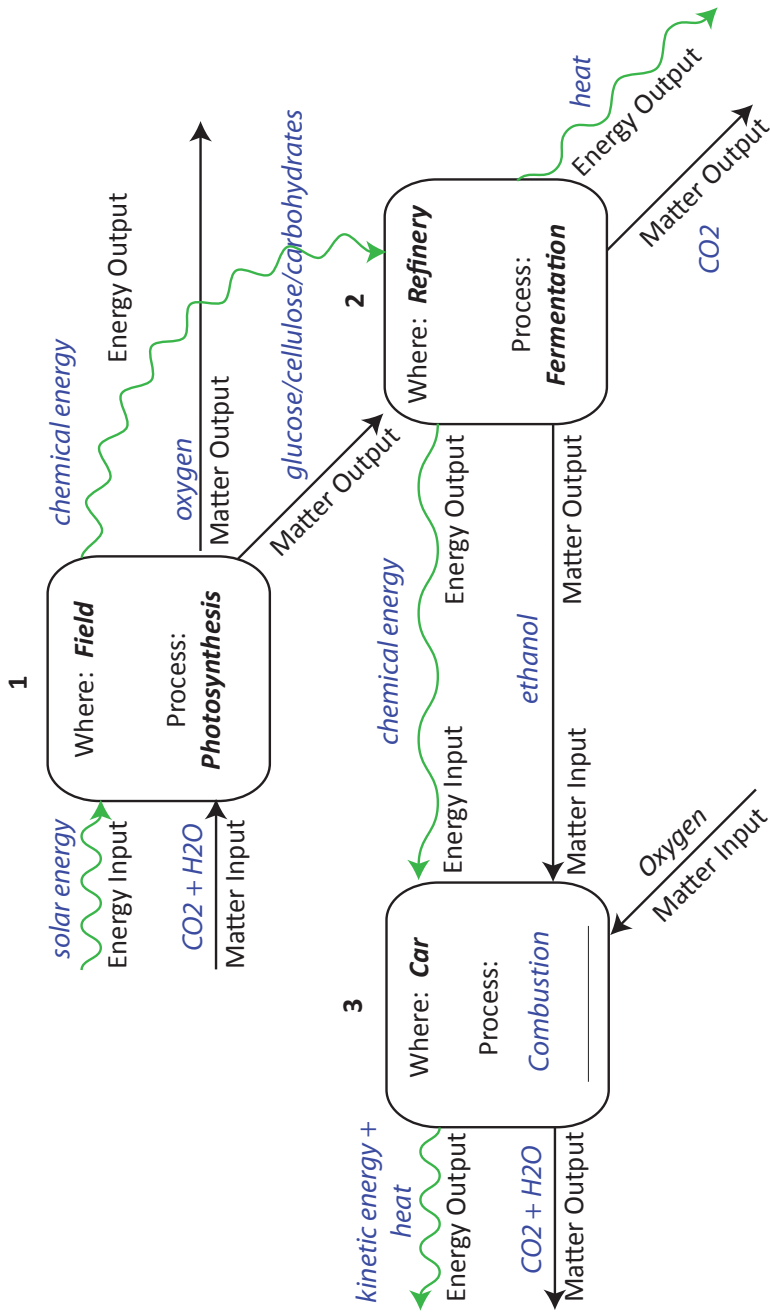 1
solar energy
Energy Input
CO2 + H2O
Matter Input
Where: Field
Process:
Photosynthesis
chemical energy
Energy Output
oxygen
Matter Output
glucose/cellulose/carbohydrates
Matter Output
2
Where: Refinery
Process:
Fermentation
heat
Energy Output
Matter Output
CO2
chemical energy
Energy Input
Energy Output
ethanol
Matter Input
Matter Output
3
Where: Car
Process:
Combustion
Oxygen
Matter Input
kinetic energy +
heat
Energy Output
CO2 + H2O
Matter Output